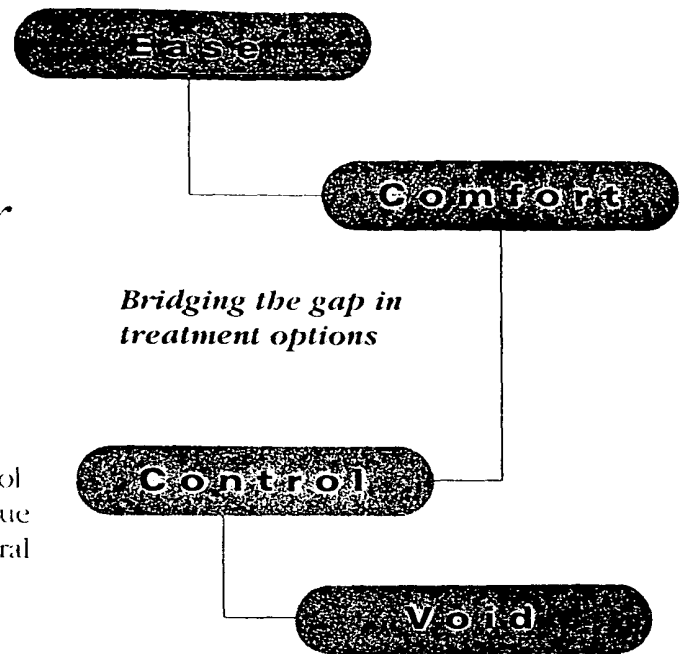 Ease
Comfort
Bridging the gap in
treatment options
Control
Void